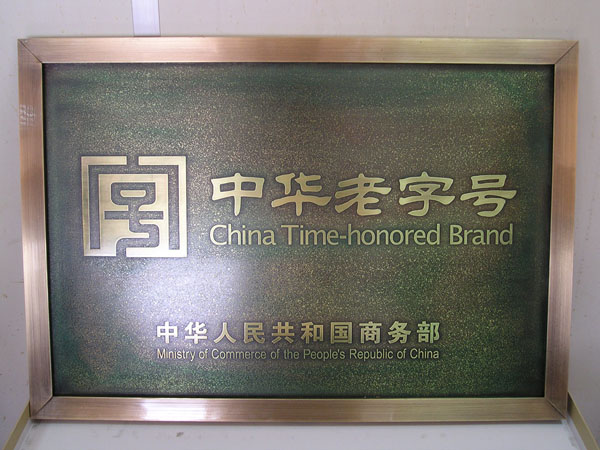 中华老字号
China Time-honored Brand
中华人民共和国商务部
Ministry of Commerce of the People's Republic of China